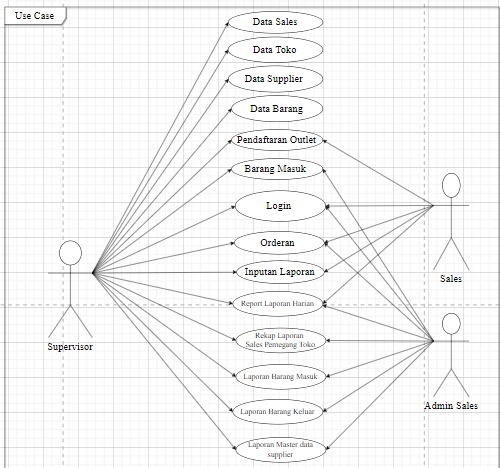 Use Case
Data Sales
Data Toko
Data Supplier
Data Barang
Pendaftaran Outlet
Barang Masuk
Login
Orderan
Inputan Laporan
Report Laporan Harian
Rekap Laporan
Sales Pemegang Toko
Laporan Barang Masuk
Laporan Barang Keluar
Laporan Master data
supplier
Supervisor
Sales
Admin Sales